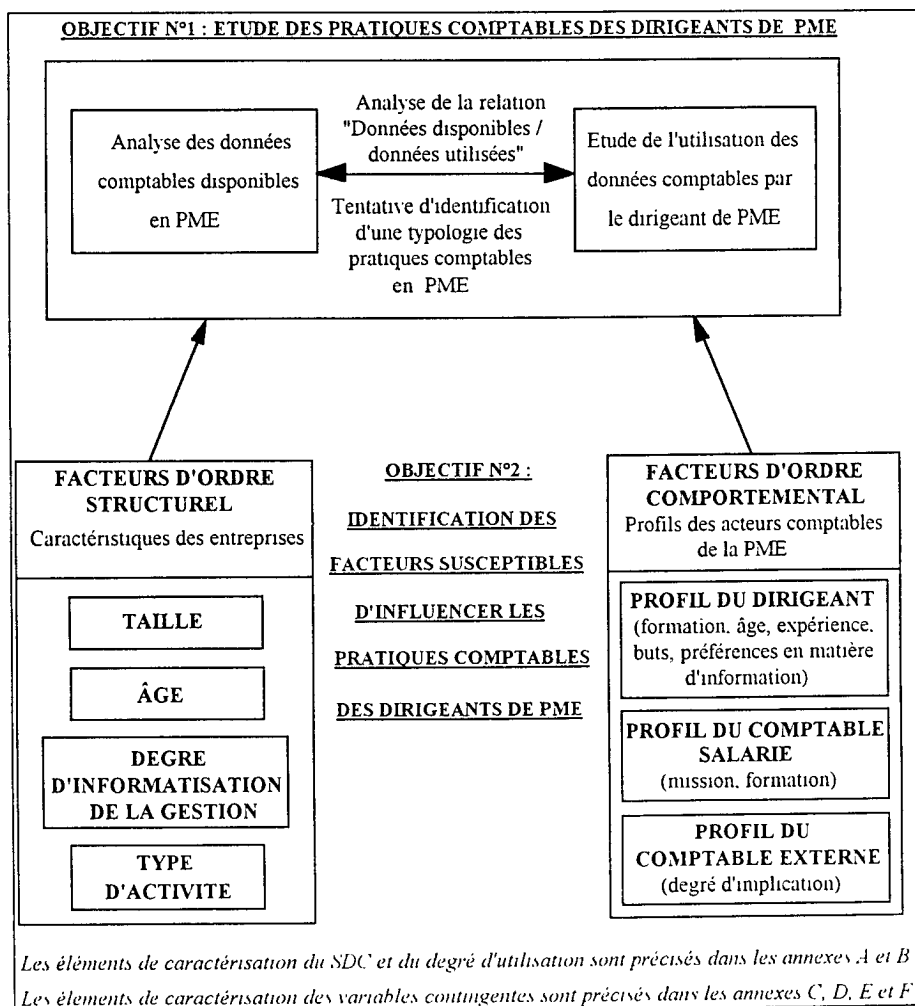 OBJECTIF N°1 : ETUDE DES PRATIQUES COMPTABLES DES DIRIGEANTS DE PME
Analyse des données
comptables disponibles
en PME
Analyse de la relation
"Données disponibles /
données utilisées"
Tentative d'identification
d'une typologie des
pratiques comptables
en PME
Etude de l'utilisation des
données comptables par
le dirigeant de PME
FACTEURS D'ORDRE
STRUCTUREL
Caractéristiques des entreprises
TAILLE
ÂGE
DEGRE
D'INFORMATISATION
DE LA GESTION
TYPE
D'ACTIVITE
OBJECTIF N°2 :
IDENTIFICATION DES
FACTEURS SUSCEPTIBLES
D'INFLUENCER LES
PRATIQUES COMPTABLES
DES DIRIGEANTS DE PME
FACTEURS D'ORDRE
COMPORTEMENTAL
Profils des acteurs comptables
de la PME
PROFIL DU DIRIGEANT
(formation, âge, expérience,
buts, préférences en matière
d'information)
PROFIL DU COMPTABLE
SALARIE
(mission, formation)
PROFIL DU
COMPTABLE EXTERNE
(degré d'implication)
Les éléments de caractérisation du SDC et du degré d'utilisation sont précisés dans les annexes A et B
Les élements de caractérisation des variables contingentes sont précisés dans les annexes C, D, E et F